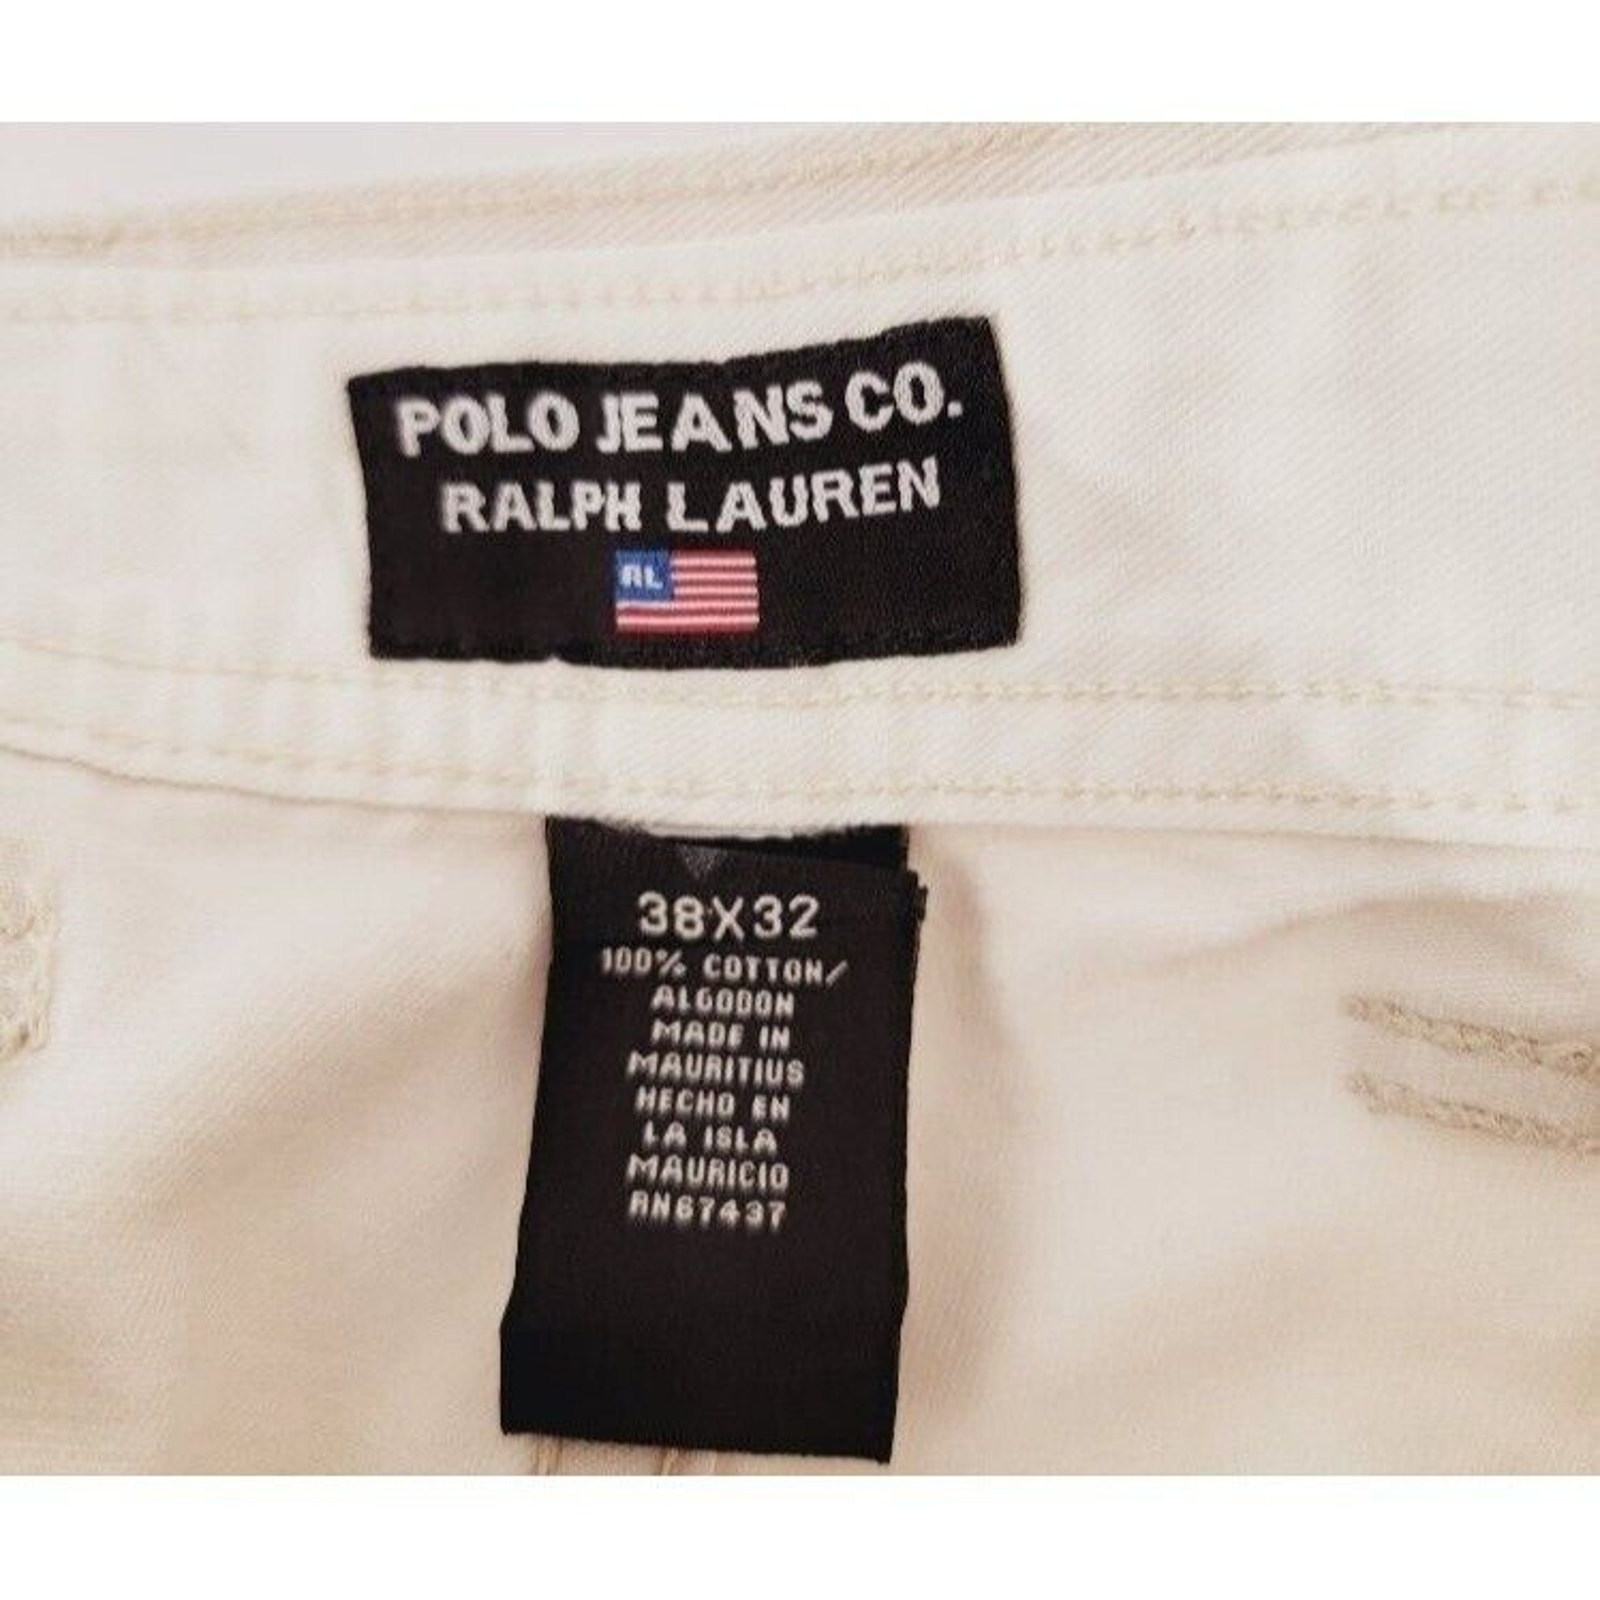 POLO JEANS CO.
RALPH LAUREN
RL
38X32
100% COTTON/
ALGODON
MADE IN
MAURITIUS
HECHO EN
LA ISLA
MAURICIO
RN67437